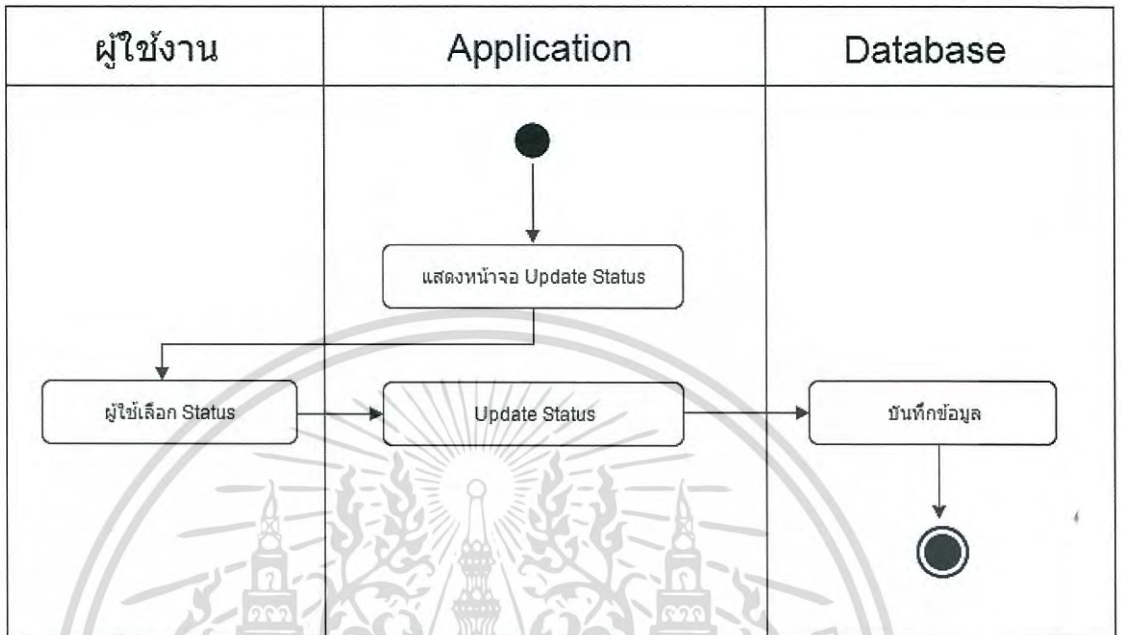 ผู้ใช้งาน
Application
Database
แสดงหน้าจอ Update Status
ผู้ใช้เลือก Status
Update Status
บันทึกข้อมูล